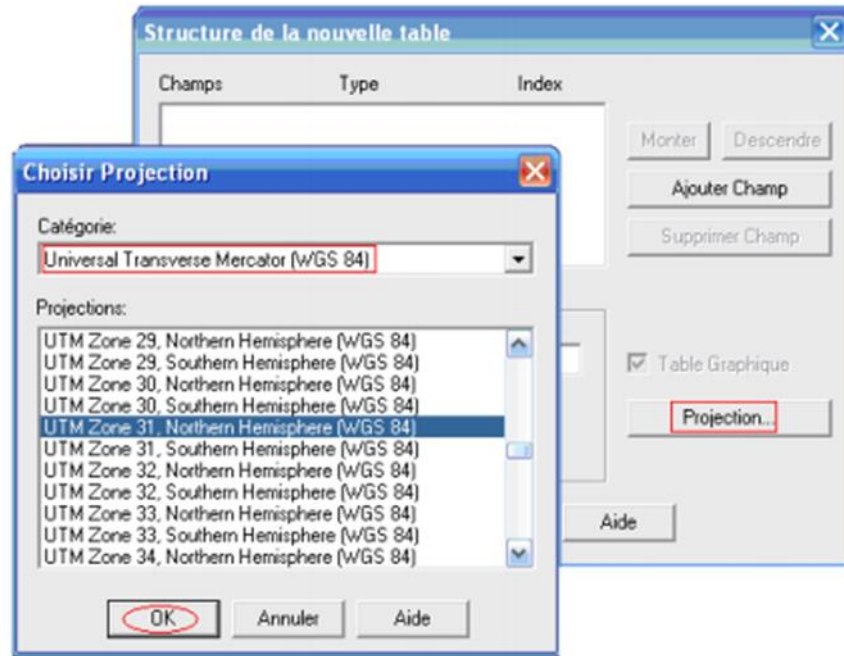 Structure de la nouvelle table
Champs Type Index
Monter Descendre
Ajouter Champ
Supprimer Champ
Table Graphique
Projection...
Aide
Choisir Projection
Catégorie:
Universal Transverse Mercator (WGS 84)
Projections:
UTM Zone 29, Northern Hemisphere (WGS 84)
UTM Zone 29, Southern Hemisphere (WGS 84)
UTM Zone 30, Northern Hemisphere (WGS 84)
UTM Zone 30, Southern Hemisphere (WGS 84)
UTM Zone 31, Northern Hemisphere (WGS 84)
UTM Zone 31, Southern Hemisphere (WGS 84)
UTM Zone 32, Northern Hemisphere (WGS 84)
UTM Zone 32, Southern Hemisphere (WGS 84)
UTM Zone 33, Northern Hemisphere (WGS 84)
UTM Zone 33, Southern Hemisphere (WGS 84)
UTM Zone 34, Northern Hemisphere (WGS 84)
OK Annuler Aide